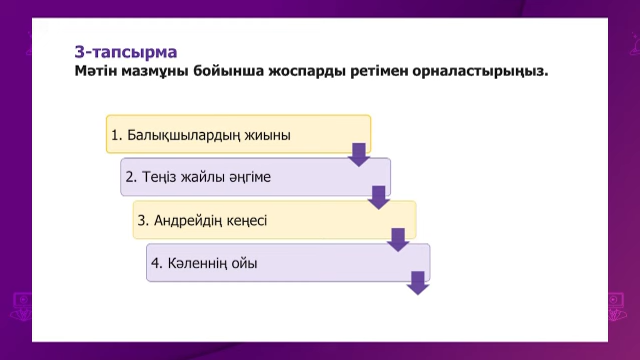 3-тапсырма
Мәтін мазмұны бойынша жоспарды ретімен орналастырыңыз.
1. Балықшылардың жиыны
2. Теңіз жайлы әңгіме
3. Андрейдің кеңесі
4. Кәленнің ойы